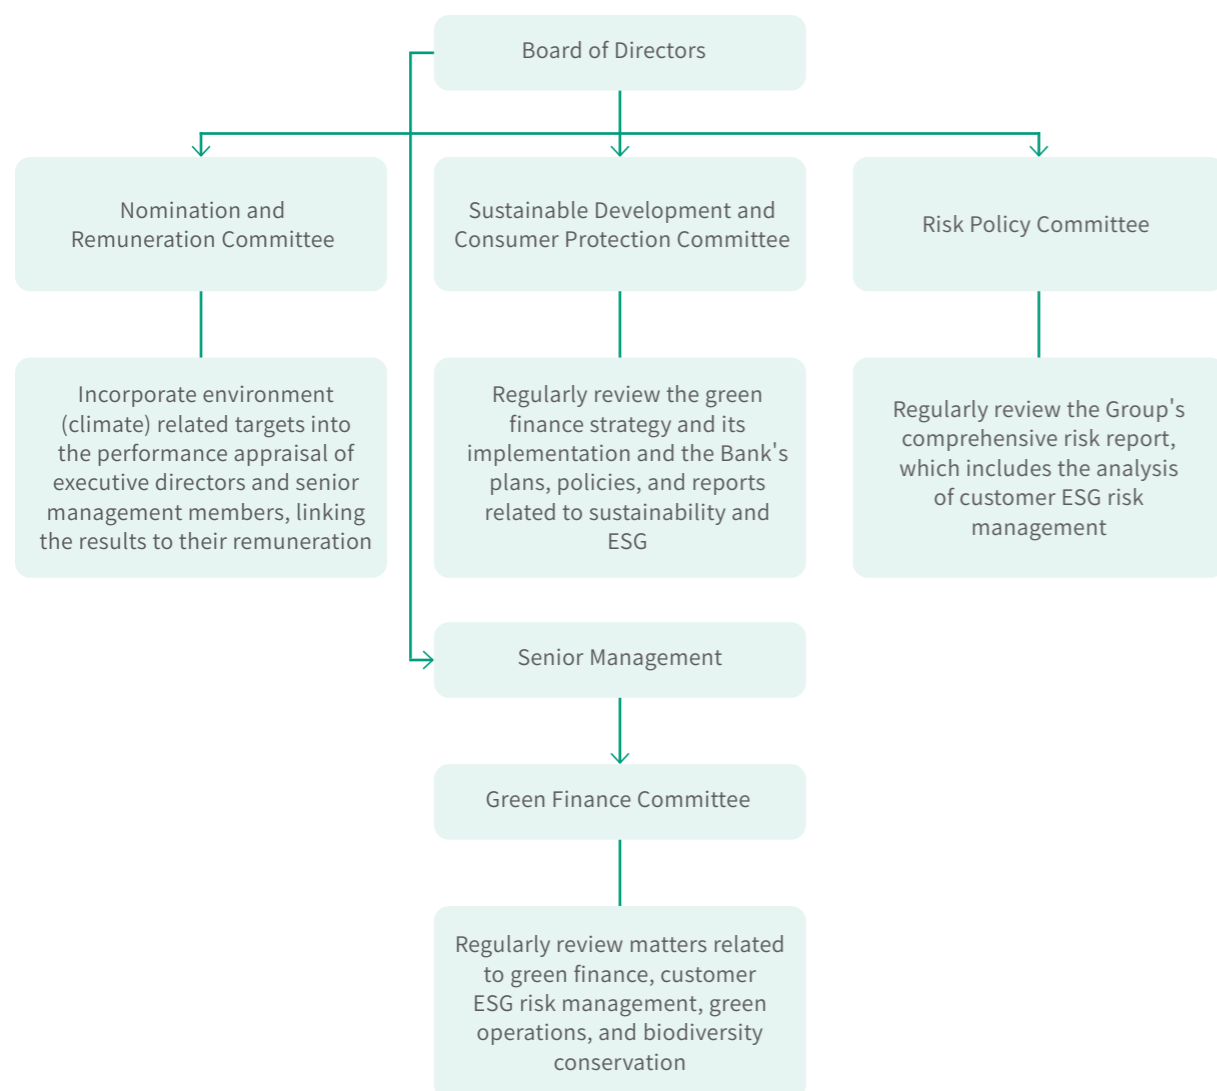 Board of Directors
Nomination and
Remuneration Committee
Sustainable Development and
Consumer Protection Committee
Risk Policy Committee
Incorporate environment
(climate) related targets into
the performance appraisal of
executive directors and senior
management members, linking
the results to their remuneration
Regularly review the green
finance strategy and its
implementation and the Bank's
plans, policies, and reports
related to sustainability and
ESG
Regularly review the Group's
comprehensive risk report,
which includes the analysis
of customer ESG risk
management
Senior Management
Green Finance Committee
Regularly review matters related
to green finance, customer
ESG risk management, green
operations, and biodiversity
conservation